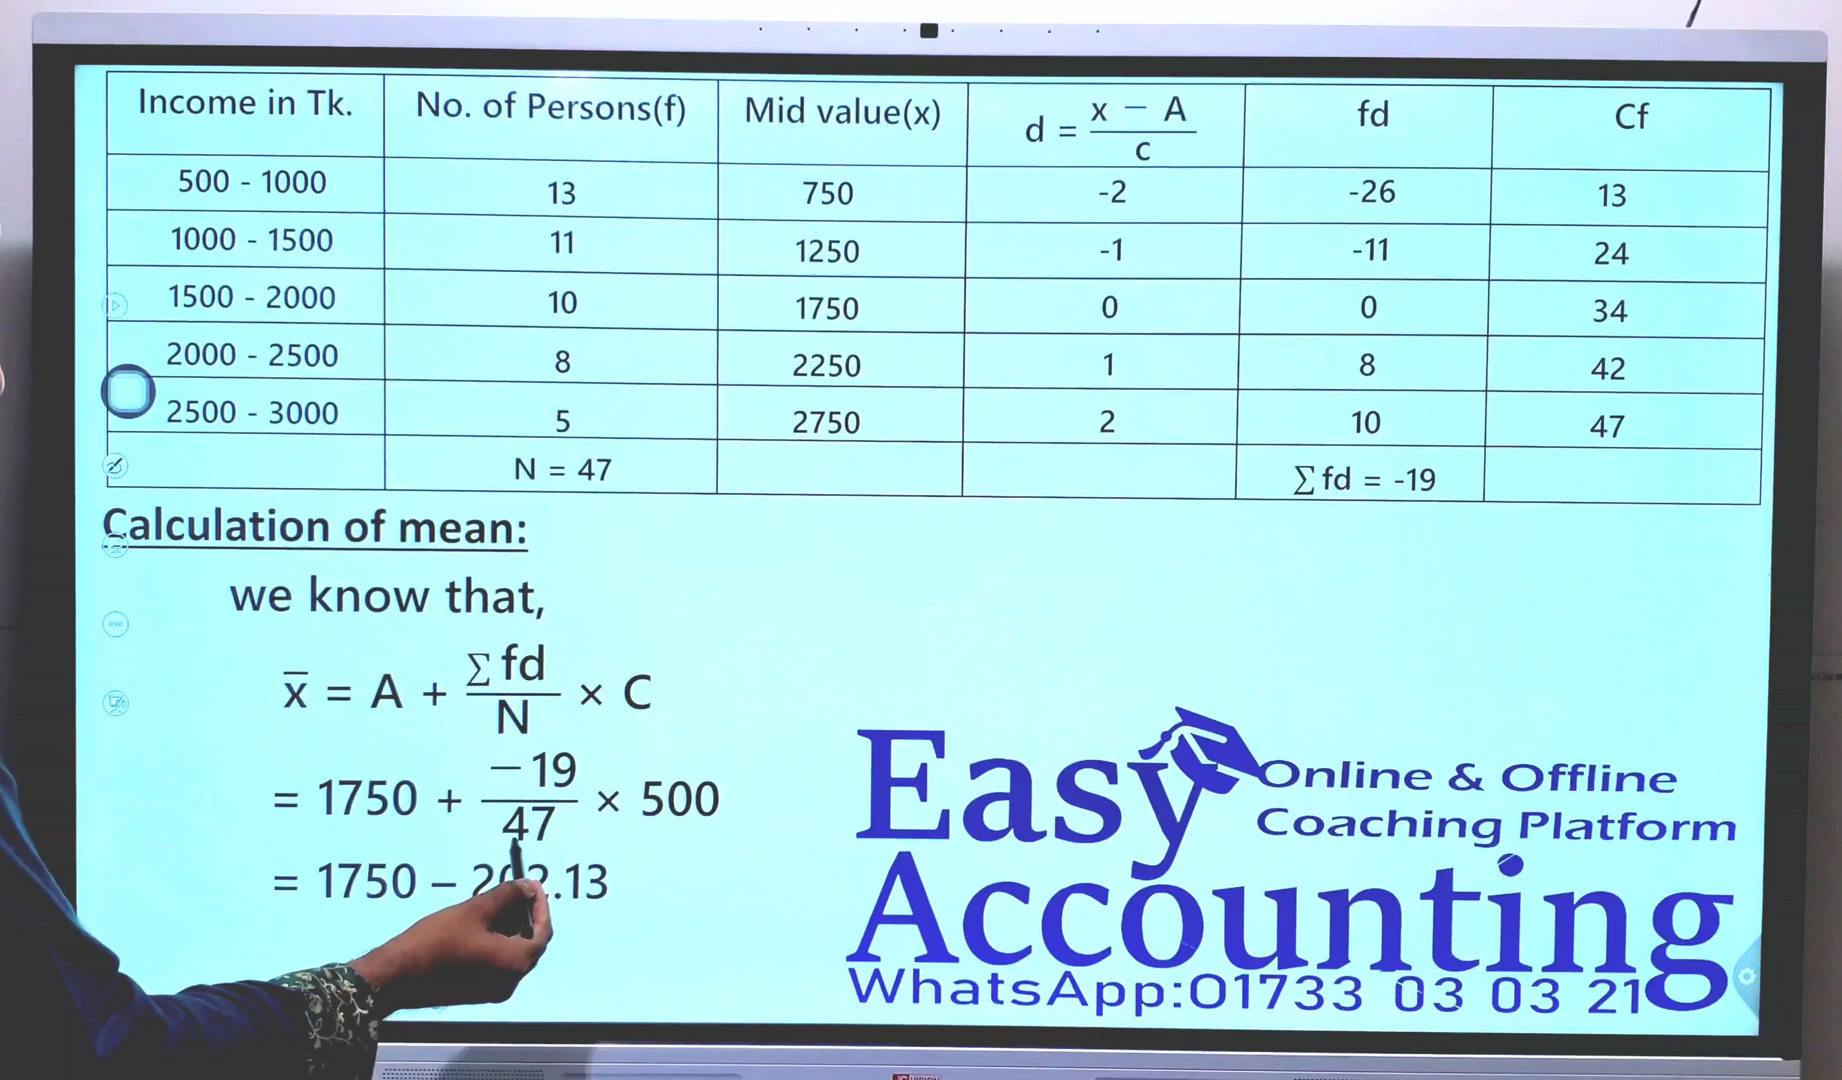 Income in Tk. No. of Persons(f) Mid value(x) d = x − A / c fd Cf
500 - 1000 13 750 -2 -26 13
1000 - 1500 11 1250 -1 -11 24
1500 - 2000 10 1750 0 0 34
2000 - 2500 8 2250 1 8 42
2500 - 3000 5 2750 2 10 47
N = 47 ∑ fd = -19
Calculation of mean:
we know that,
x̅ = A + ∑ fd / N × C
= 1750 + −19 / 47 × 500
= 1750 − 202.13
Easy
Online & Offline
Coaching Platform
Accounting
WhatsApp:01733 03 03 21